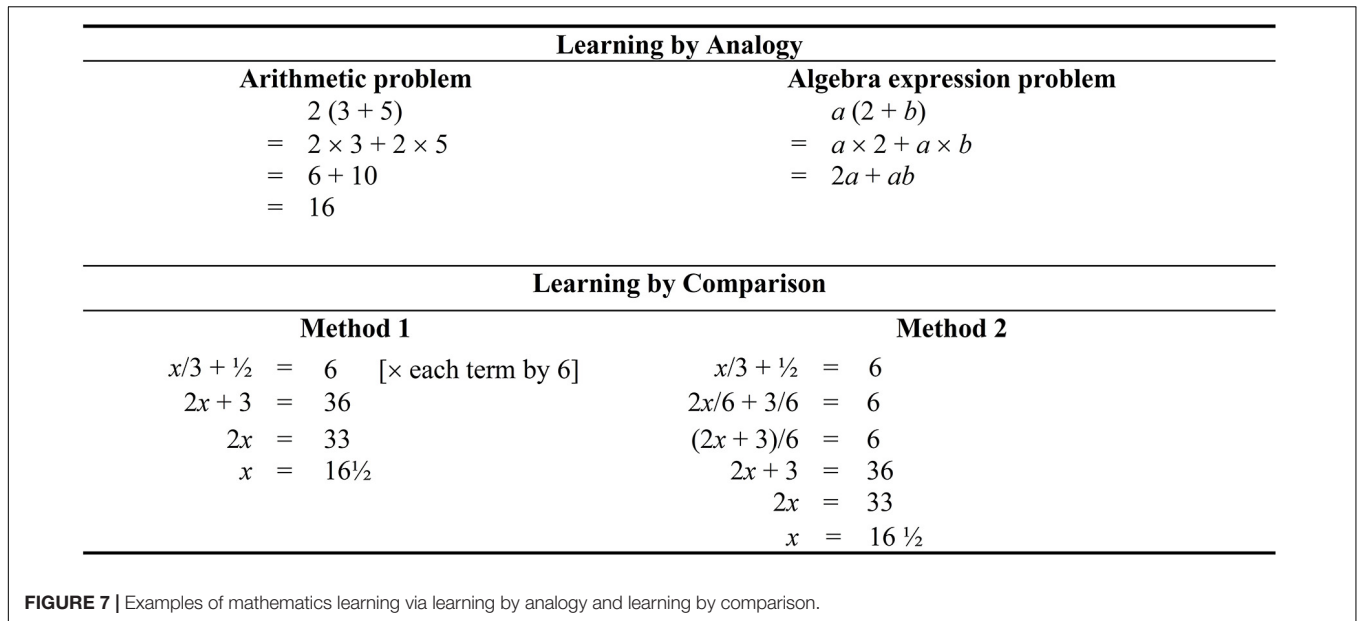 Learning by Analogy
Arithmetic problem
2 (3 + 5)
= 2 × 3 + 2 × 5
= 6 + 10
= 16
Algebra expression problem
a (2 + b)
= a × 2 + a × b
= 2a + ab
Learning by Comparison
Method 1
x/3 + ½ = 6 [× each term by 6]
2x + 3 = 36
2x = 33
x = 16½
Method 2
x/3 + ½ = 6
2x/6 + 3/6 = 6
(2x + 3)/6 = 6
2x + 3 = 36
2x = 33
x = 16 ½
FIGURE 7 | Examples of mathematics learning via learning by analogy and learning by comparison.